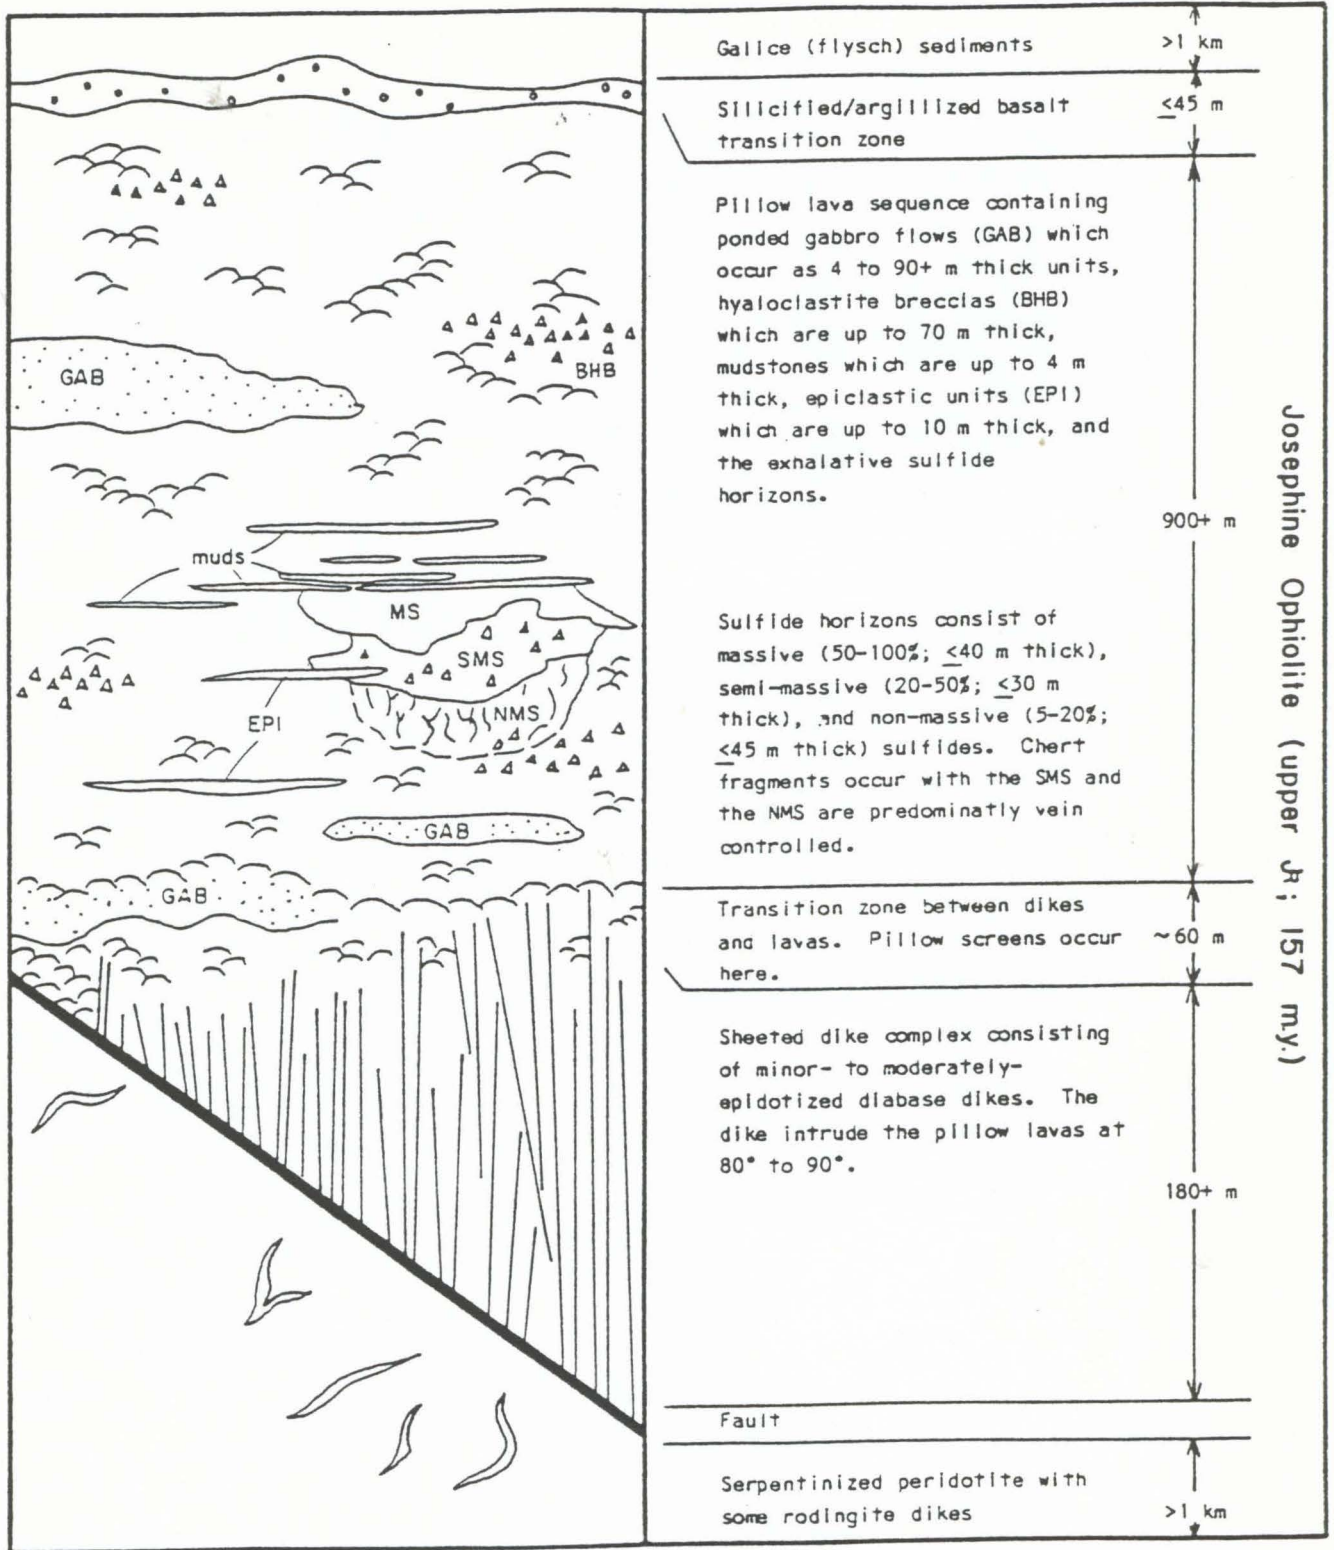 Galice (flysch) sediments
>1 km
Silicified/argillized basalt
transition zone
≤45 m
Pillow lava sequence containing
ponded gabbro flows (GAB) which
occur as 4 to 90+ m thick units,
hyaloclastite breccias (BHB)
which are up to 70 m thick,
mudstones which are up to 4 m
thick, epiclastic units (EPI)
which are up to 10 m thick, and
the exhalative sulfide
horizons.
900+ m
Sulfide horizons consist of
massive (50-100%; ≤40 m thick),
semi-massive (20-50%; ≤30 m
thick), and non-massive (5-20%;
≤45 m thick) sulfides. Chert
fragments occur with the SMS and
the NMS are predominatly vein
controlled.
Transition zone between dikes
and lavas. Pillow screens occur
here.
~60 m
Sheeted dike complex consisting
of minor- to moderately-
epidotized diabase dikes. The
dike intrude the pillow lavas at
80° to 90°.
180+ m
Fault
Serpentinized peridotite with
some rodingite dikes
>1 km
GAB
BHB
muds
MS
SMS
EPI
NMS
GAB
GAB
Josephine Ophiolite (upper Jr; 157 m.y.)